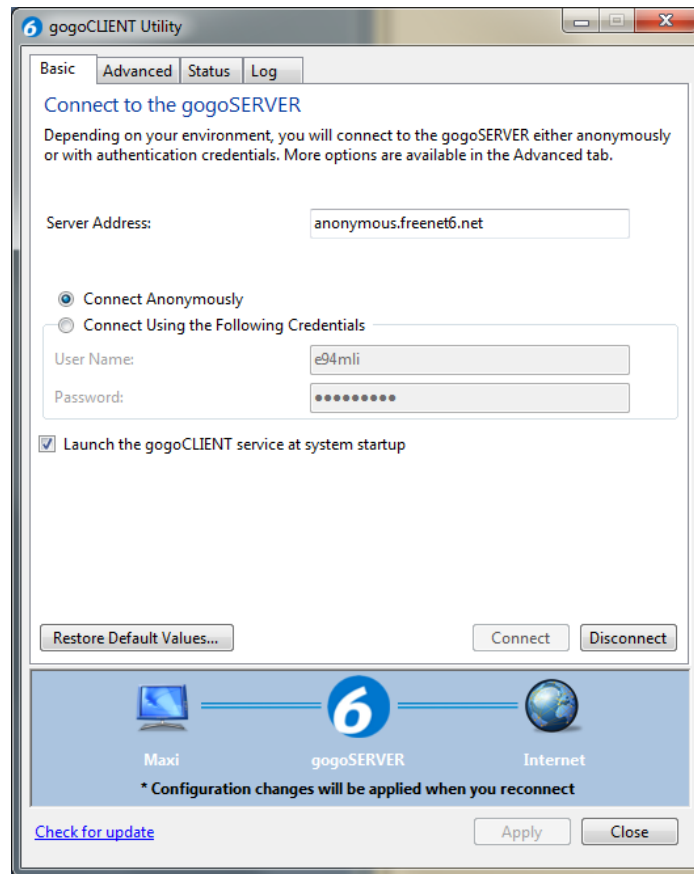 gogoCLIENT Utility
Basic Advanced Status Log
Connect to the gogoSERVER
Depending on your environment, you will connect to the gogoSERVER either anonymously
or with authentication credentials. More options are available in the Advanced tab.
Server Address: anonymous.freenet6.net
Connect Anonymously
Connect Using the Following Credentials
User Name: e94mli
Password: ●●●●●●●●●
Launch the gogoCLIENT service at system startup
Restore Default Values... Connect Disconnect
6
Maxi gogoSERVER Internet
* Configuration changes will be applied when you reconnect
Check for update Apply Close